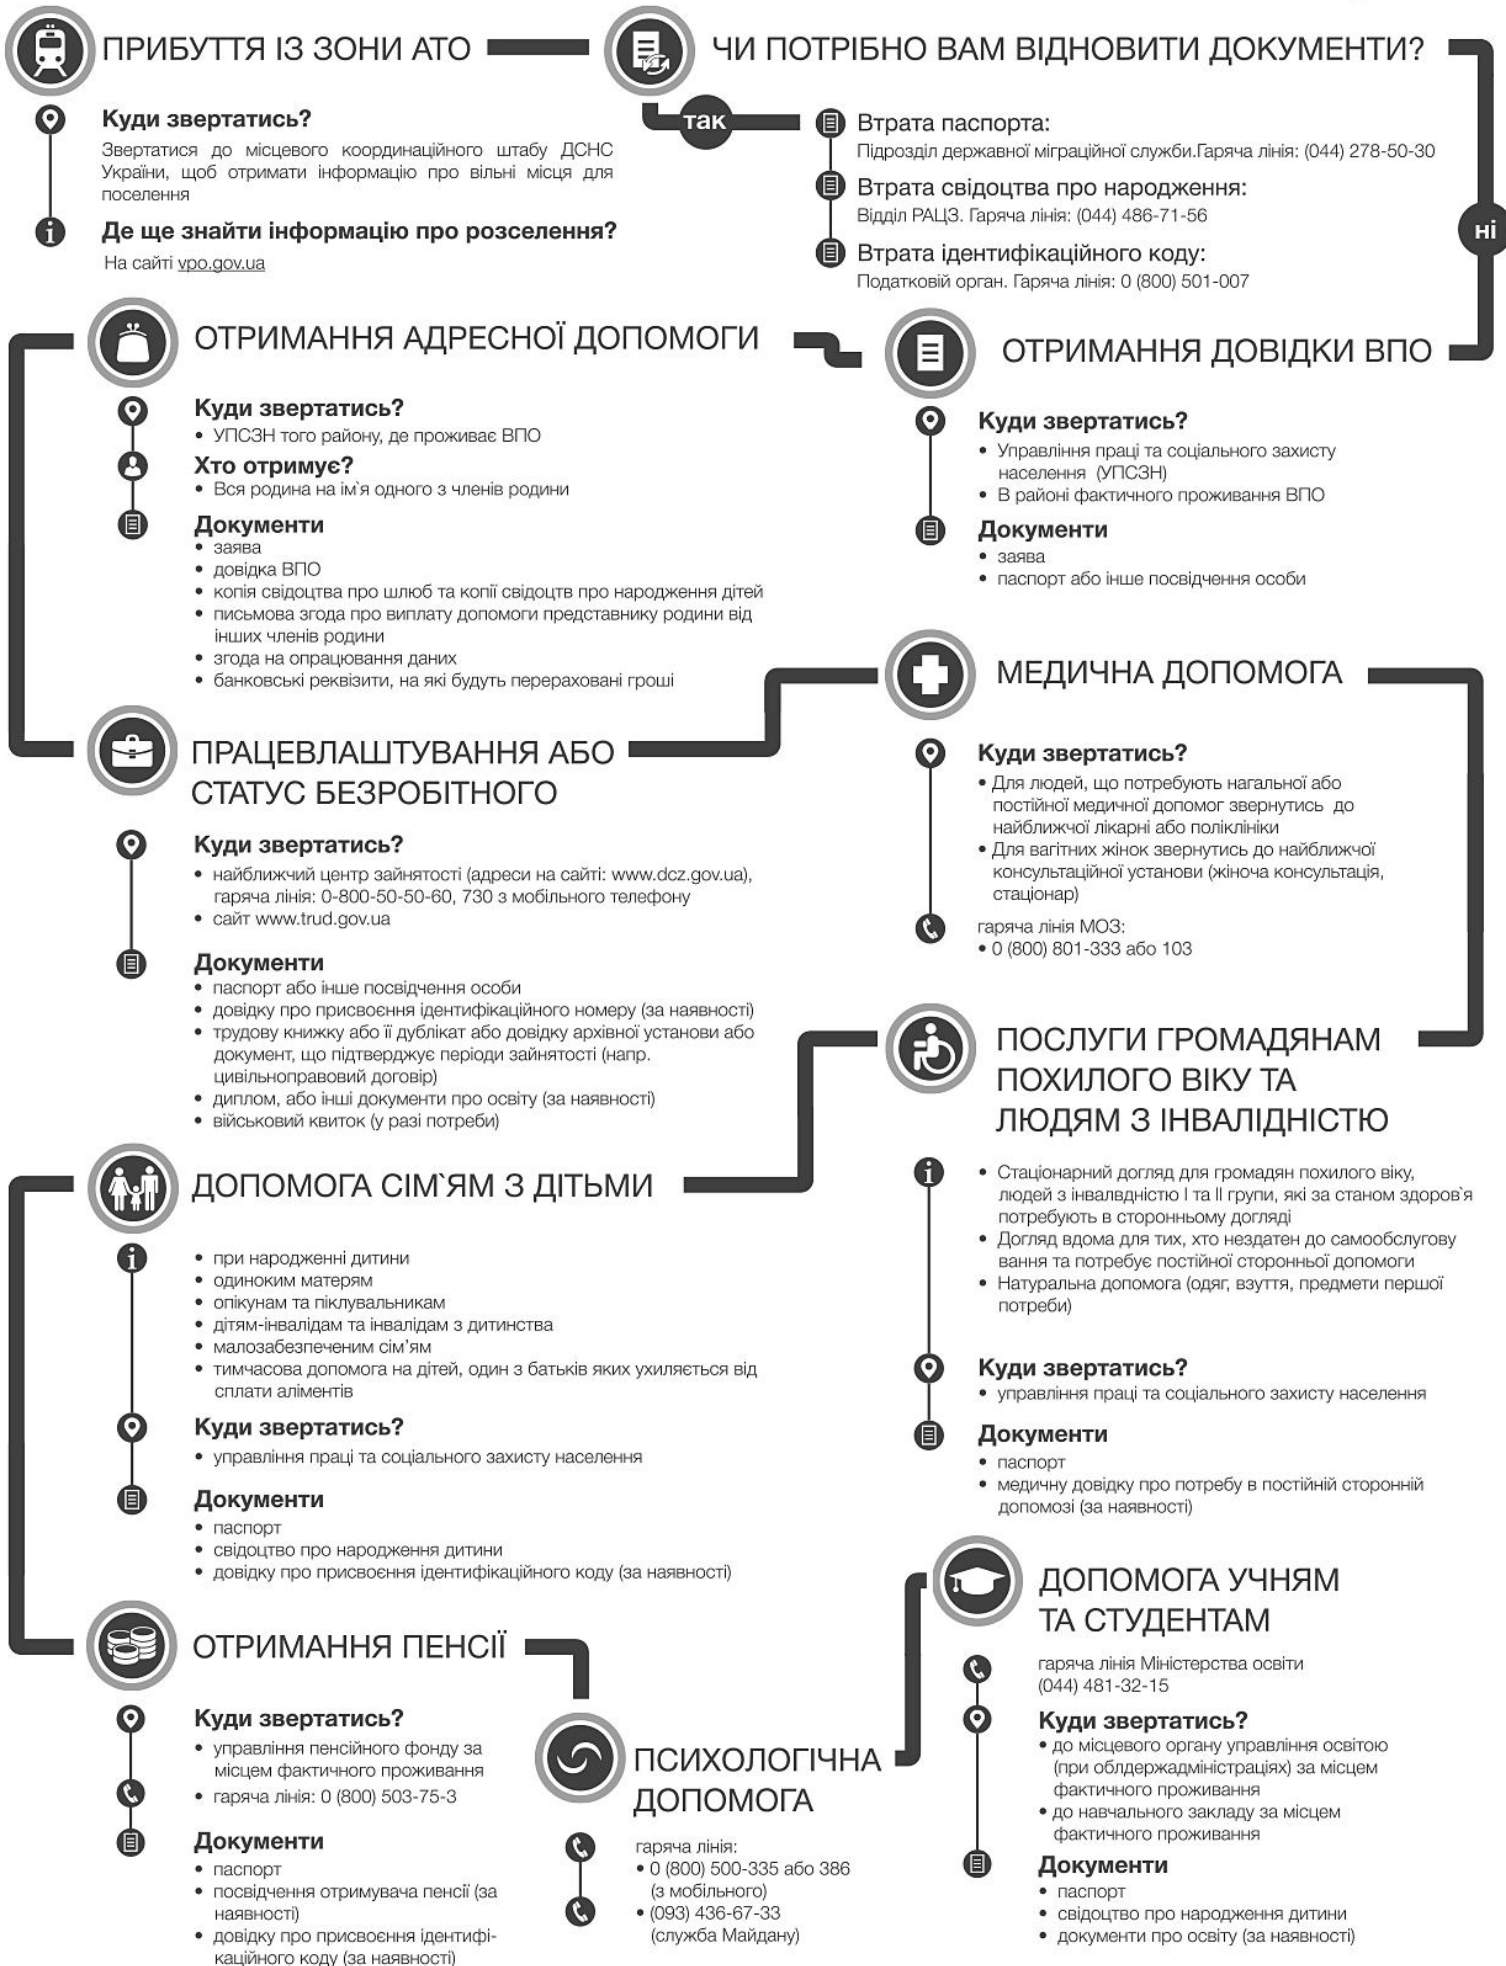 ПРИБУТТЯ ІЗ ЗОНИ АТО
Куди звертатись?
Звертатися до місцевого координаційного штабу ДСНС
України, щоб отримати інформацію про вільні місця для
поселення
Де ще знайти інформацію про розселення?
На сайті vpo.gov.ua
ЧИ ПОТРІБНО ВАМ ВІДНОВИТИ ДОКУМЕНТИ?
так
Втрата паспорта:
Підрозділ державної міграційної служби.Гаряча лінія: (044) 278-50-30
Втрата свідоцтва про народження:
Відділ РАЦЗ. Гаряча лінія: (044) 486-71-56
Втрата ідентифікаційного коду:
Податковій орган. Гаряча лінія: 0 (800) 501-007
ні
ОТРИМАННЯ ДОВІДКИ ВПО
Куди звертатись?
• Управління праці та соціального захисту
населення (УПСЗН)
• В районі фактичного проживання ВПО
Документи
• заява
• паспорт або інше посвідчення особи
ОТРИМАННЯ АДРЕСНОЇ ДОПОМОГИ
Куди звертатись?
• УПСЗН того району, де проживає ВПО
Хто отримує?
• Вся родина на ім`я одного з членів родини
Документи
• заява
• довідка ВПО
• копія свідоцтва про шлюб та копії свідоцтв про народження дітей
• письмова згода про виплату допомоги представнику родини від
інших членів родини
• згода на опрацювання даних
• банковські реквізити, на які будуть перераховані гроші
ПРАЦЕВЛАШТУВАННЯ АБО
СТАТУС БЕЗРОБІТНОГО
Куди звертатись?
• найближчий центр зайнятості (адреси на сайті: www.dcz.gov.ua),
гаряча лінія: 0-800-50-50-60, 730 з мобільного телефону
• сайт www.trud.gov.ua
Документи
• паспорт або інше посвідчення особи
• довідку про присвоєння ідентифікаційного номеру (за наявності)
• трудову книжку або її дублікат або довідку архівної установи або
документ, що підтверджує періоди зайнятості (напр.
цивільноправовий договір)
• диплом, або інші документи про освіту (за наявності)
• військовий квиток (у разі потреби)
МЕДИЧНА ДОПОМОГА
Куди звертатись?
• Для людей, що потребують нагальної або
постійної медичної допомог звернутись до
найближчої лікарні або поліклініки
• Для вагітних жінок звернутись до найближчої
консультаційної установи (жіноча консультація,
стаціонар)
гаряча лінія МОЗ:
• 0 (800) 801-333 або 103
ПОСЛУГИ ГРОМАДЯНАМ
ПОХИЛОГО ВІКУ ТА
ЛЮДЯМ З ІНВАЛІДНІСТЮ
• Стаціонарний догляд для громадян похилого віку,
людей з інвалвдністю I та II групи, які за станом здоров`я
потребують в сторонньому догляді
• Догляд вдома для тих, хто нездатен до самообслугову
вання та потребує постійної сторонньої допомоги
• Натуральна допомога (одяг, взуття, предмети першої
потреби)
Куди звертатись?
• управління праці та соціального захисту населення
Документи
• паспорт
• медичну довідку про потребу в постійній сторонній
допомозі (за наявності)
ДОПОМОГА СІМ`ЯМ З ДІТЬМИ
• при народженні дитини
• одиноким матерям
• опікунам та піклувальникам
• дітям-інвалідам та інвалідам з дитинства
• малозабезпеченим сім’ям
• тимчасова допомога на дітей, один з батьків яких ухиляється від
сплати аліментів
Куди звертатись?
• управління праці та соціального захисту населення
Документи
• паспорт
• свідоцтво про народження дитини
• довідку про присвоєння ідентифікаційного коду (за наявності)
ОТРИМАННЯ ПЕНСІЇ
Куди звертатись?
• управління пенсійного фонду за
місцем фактичного проживання
• гаряча лінія: 0 (800) 503-75-3
Документи
• паспорт
• посвідчення отримувача пенсії (за
наявності)
• довідку про присвоєння ідентифі-
каційного коду (за наявності)
ПСИХОЛОГІЧНА
ДОПОМОГА
гаряча лінія:
• 0 (800) 500-335 або 386
(з мобільного)
• (093) 436-67-33
(служба Майдану)
ДОПОМОГА УЧНЯМ
ТА СТУДЕНТАМ
гаряча лінія Міністерства освіти
(044) 481-32-15
Куди звертатись?
• до місцевого органу управління освітою
(при облдержадміністраціях) за місцем
фактичного проживання
• до навчального закладу за місцем
фактичного проживання
Документи
• паспорт
• свідоцтво про народження дитини
• документи про освіту (за наявності)